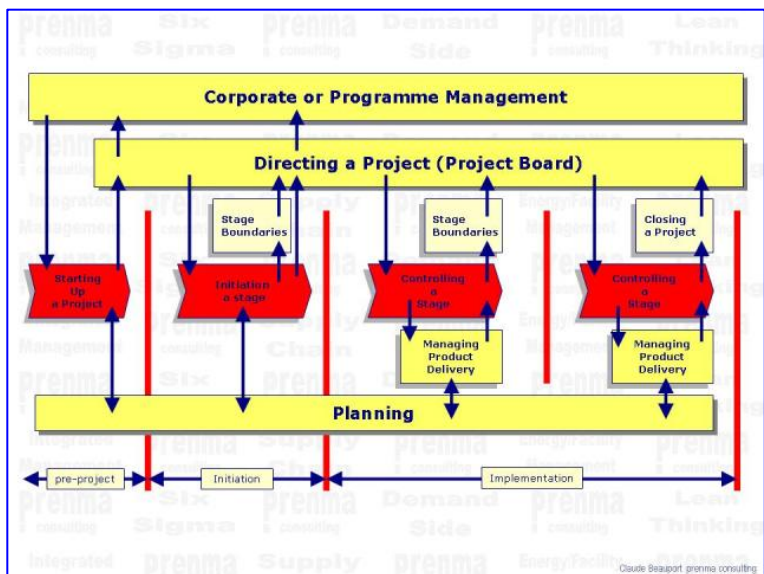 Corporate or Programme Management
Directing a Project (Project Board)
Stage
Boundaries
Stage
Boundaries
Closing
a Project
Starting
Up
a Project
Initiation
a stage
Controlling
a
Stage
Controlling
a
Stage
Managing
Product
Delivery
Managing
Product
Delivery
Planning
pre-project
Initiation
Implementation
Claude Beauport prenma consulting